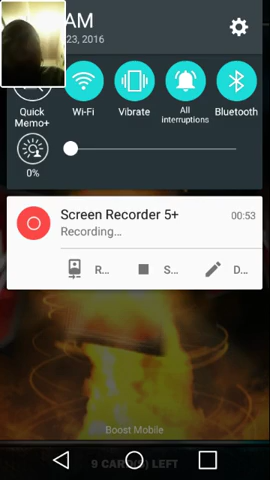 AM
23, 2016
Quick Memo+
Wi-Fi
Vibrate
All interruptions
Bluetooth
0%
Screen Recorder 5+ 00:53
Recording...
R... S... D...
Boost Mobile
9 CARD(S) LEFT